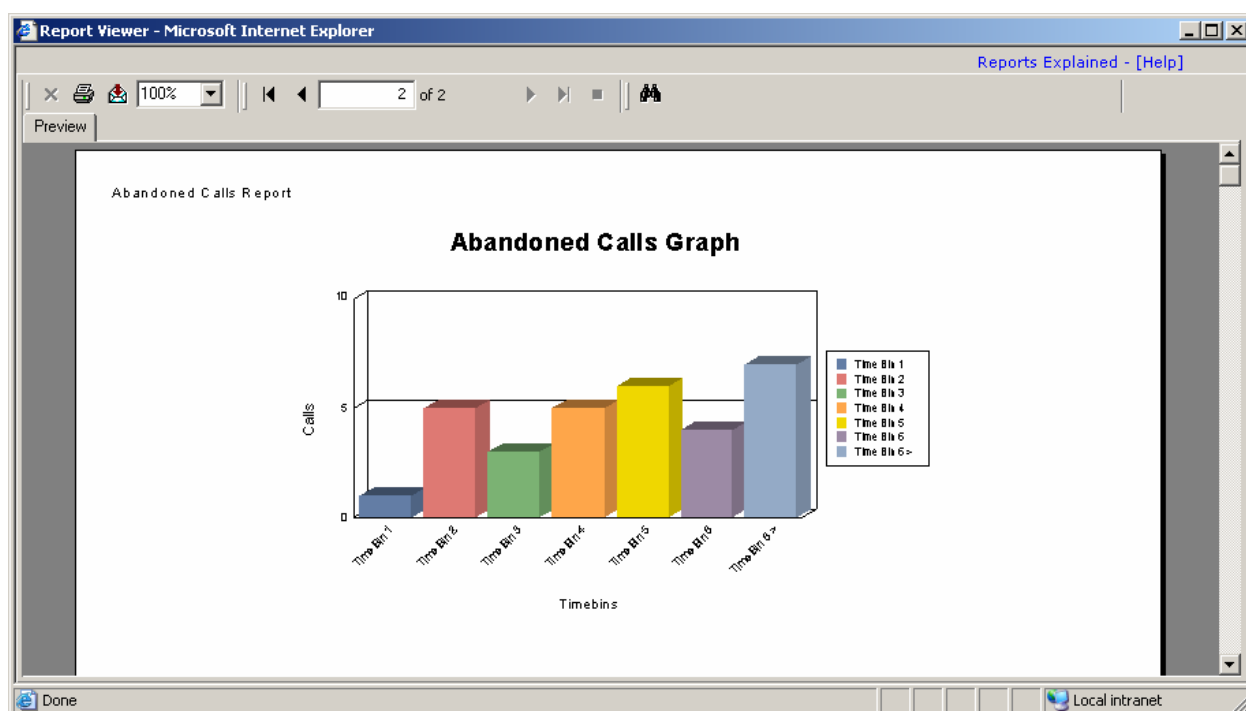 Report Viewer - Microsoft Internet Explorer
Reports Explained - [Help]
100%
2 of 2
Preview
Abandoned Calls Report
Abandoned Calls Graph
10
5
0
Calls
Time Bin 1
Time Bin 2
Time Bin 3
Time Bin 4
Time Bin 5
Time Bin 6
Time Bin 6 >
Timebins
Time Bin 1
Time Bin 2
Time Bin 3
Time Bin 4
Time Bin 5
Time Bin 6
Time Bin 6 >
Done
Local intranet